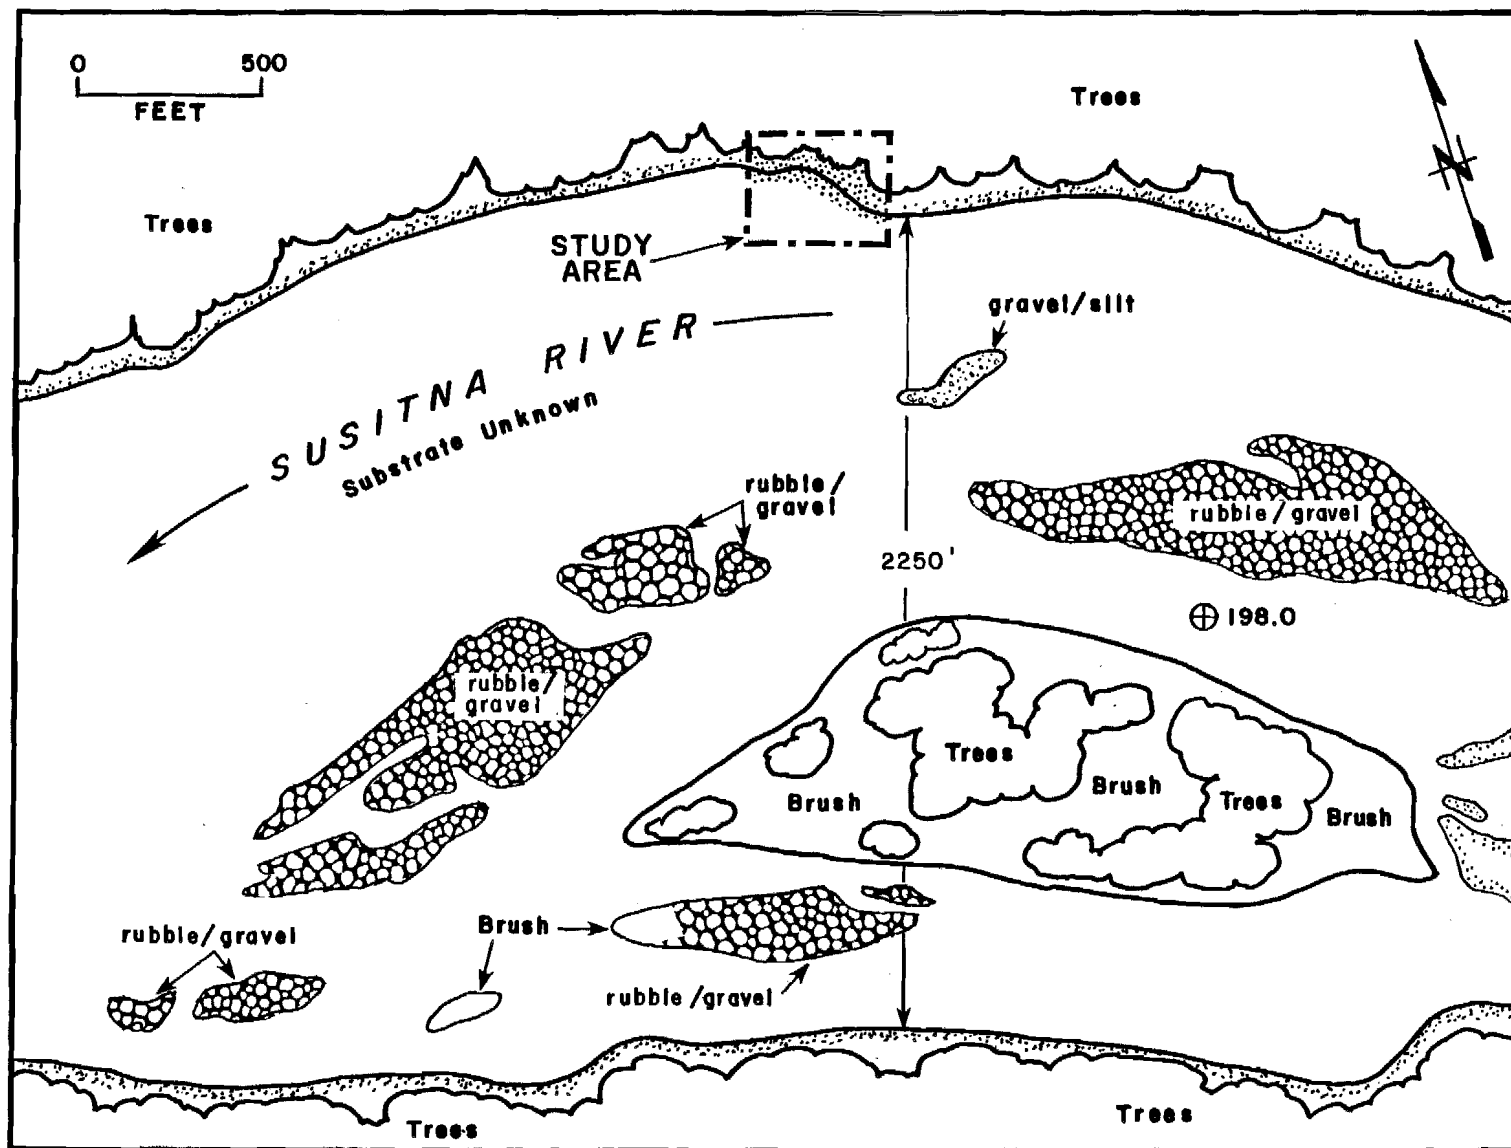 0 500
FEET
Trees
Trees
STUDY
AREA
gravel/silt
SUSITNA RIVER
Substrate Unknown
rubble/
gravel
rubble/gravel
2250'
198.0
rubble/
gravel
Trees
Brush
Brush
Trees
Brush
Brush
rubble/gravel
rubble/gravel
Trees
Trees
N